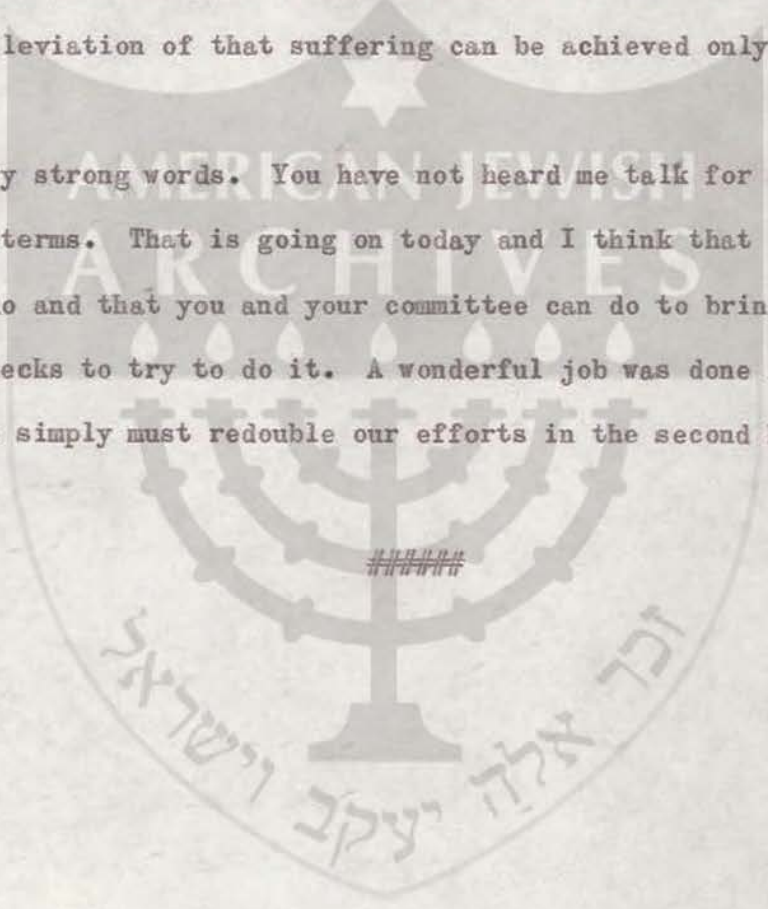 leviation of that suffering can be achieved only
AMERICAN JEWISH
y strong words. You have not heard me talk for
terms. That is going on today and I think that
ARCHIVES
o and that you and your committee can do to brin
ecks to try to do it. A wonderful job was done
simply must redouble our efforts in the second
######
זכר אלה יעקב וישראל